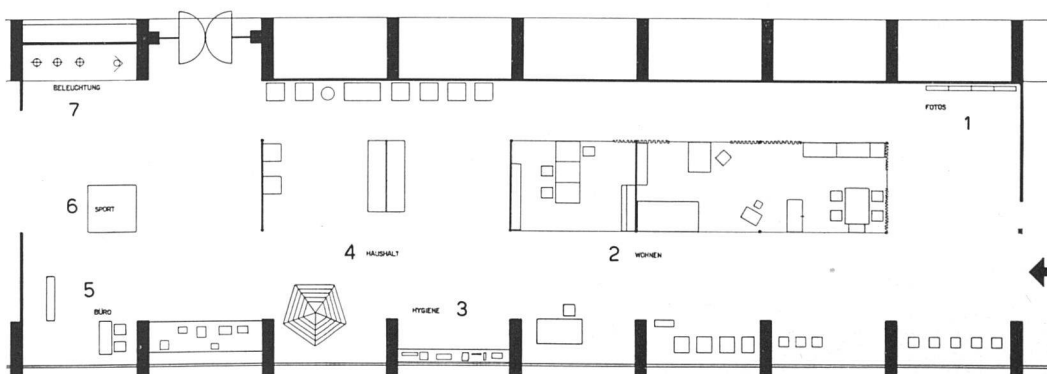 BELEUCHTUNG
7
FOTOS
1
6
SPORT
4
HAUSHALT
2
WOHNEN
5
BÜRO
HYGIENE
3